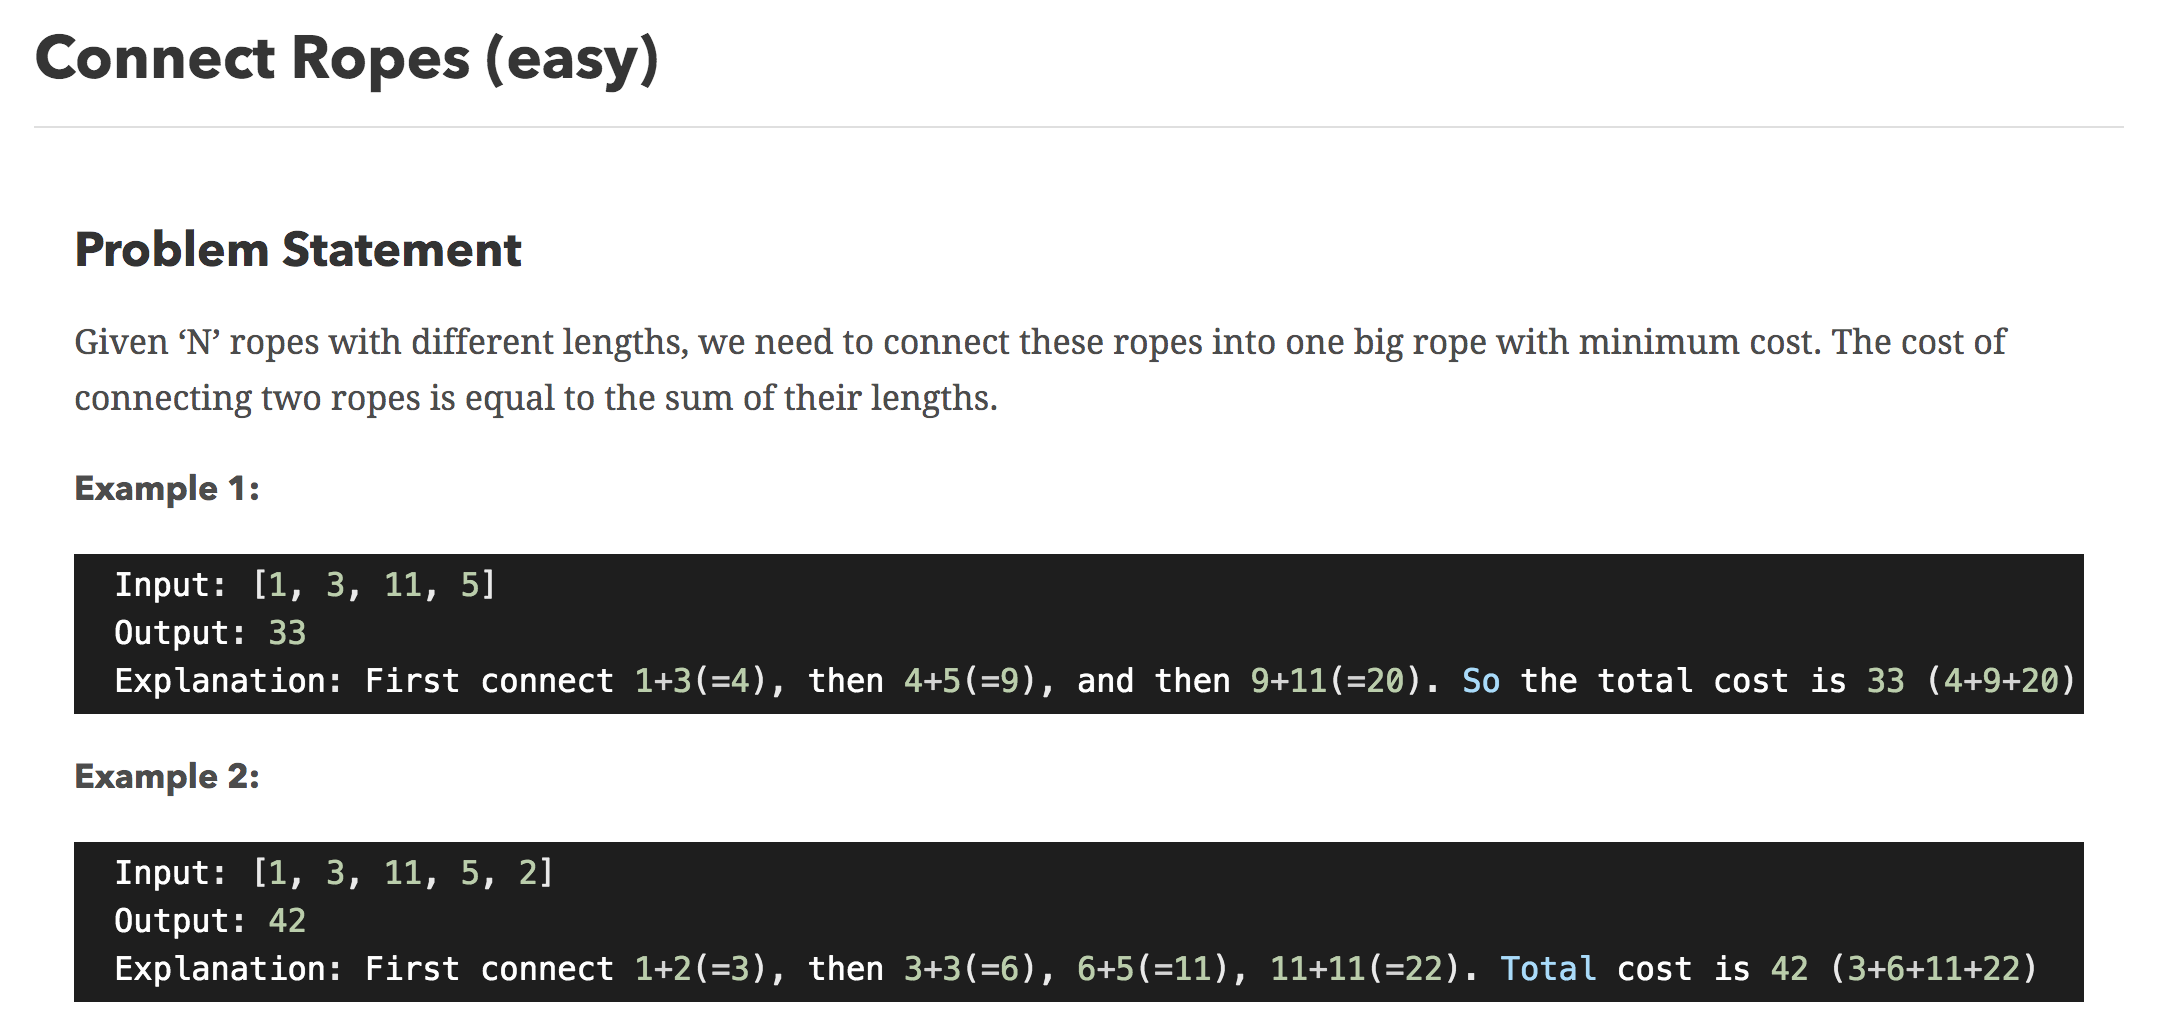 Connect Ropes (easy)
Problem Statement
Given ‘N’ ropes with different lengths, we need to connect these ropes into one big rope with minimum cost. The cost of
connecting two ropes is equal to the sum of their lengths.
Example 1:
Input: [1, 3, 11, 5]
Output: 33
Explanation: First connect 1+3(=4), then 4+5(=9), and then 9+11(=20). So the total cost is 33 (4+9+20)
Example 2:
Input: [1, 3, 11, 5, 2]
Output: 42
Explanation: First connect 1+2(=3), then 3+3(=6), 6+5(=11), 11+11(=22). Total cost is 42 (3+6+11+22)